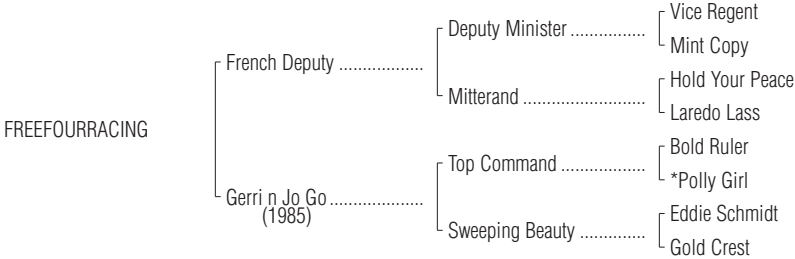 Vice Regent
Deputy Minister ................
Mint Copy
French Deputy ..................
Hold Your Peace
Mitterand ..........................
Laredo Lass
FREEFOURRACING
Bold Ruler
Top Command ..................
*Polly Girl
Gerri n Jo Go ....................
(1985)
Eddie Schmidt
Sweeping Beauty ..............
Gold Crest